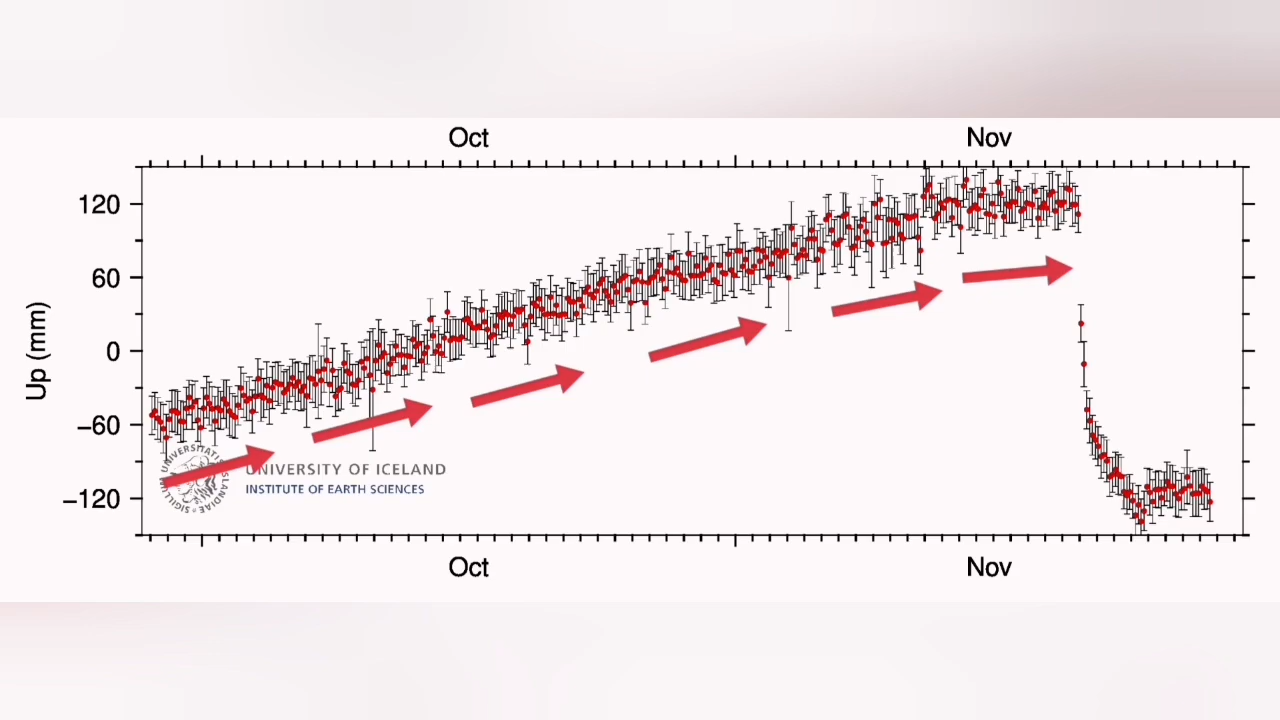 Oct Nov
120
60
0
−60
−120
Up (mm)
UNIVERSITY OF ICELAND
INSTITUTE OF EARTH SCIENCES
Oct Nov